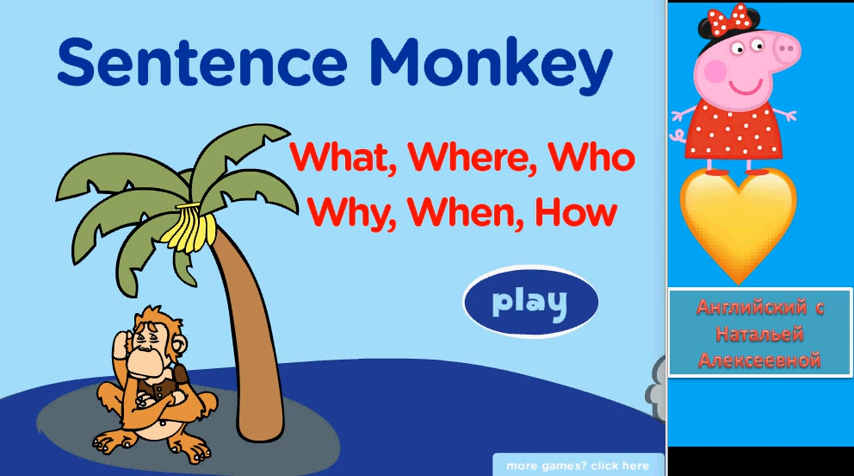 Sentence Monkey
What, Where, Who
Why, When, How
play
more games? click here
Английский с
Натальей
Алексеевной